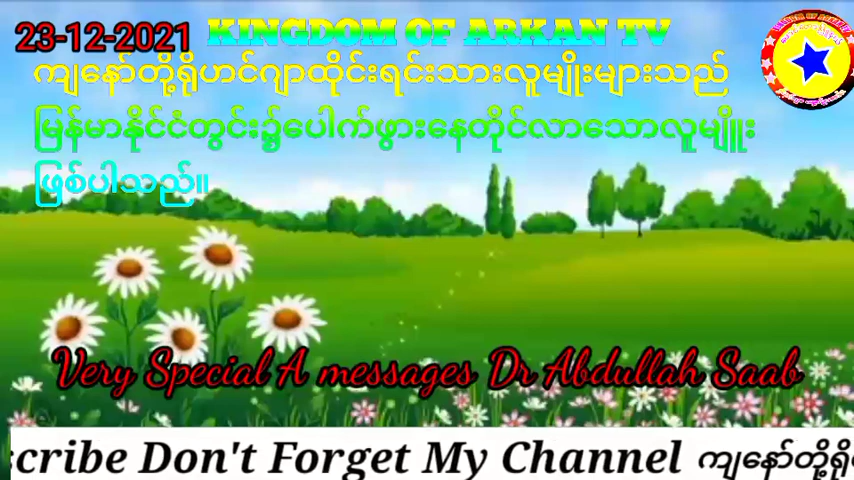 23-12-2021 KINGDOM OF ARKAN TV
ကျနော်တို့ရိုဟင်ဂျာထိုင်းရင်းသားလူမျိုးများသည်
မြန်မာနိုင်ငံတွင်း၌ပေါက်ဖွားနေတိုင်လာသောလူမျိူး
ဖြစ်ပါသည်။
Very Special A messages Dr Abdullah Saab
scribe Don't Forget My Channel ကျနော်တို့ရို